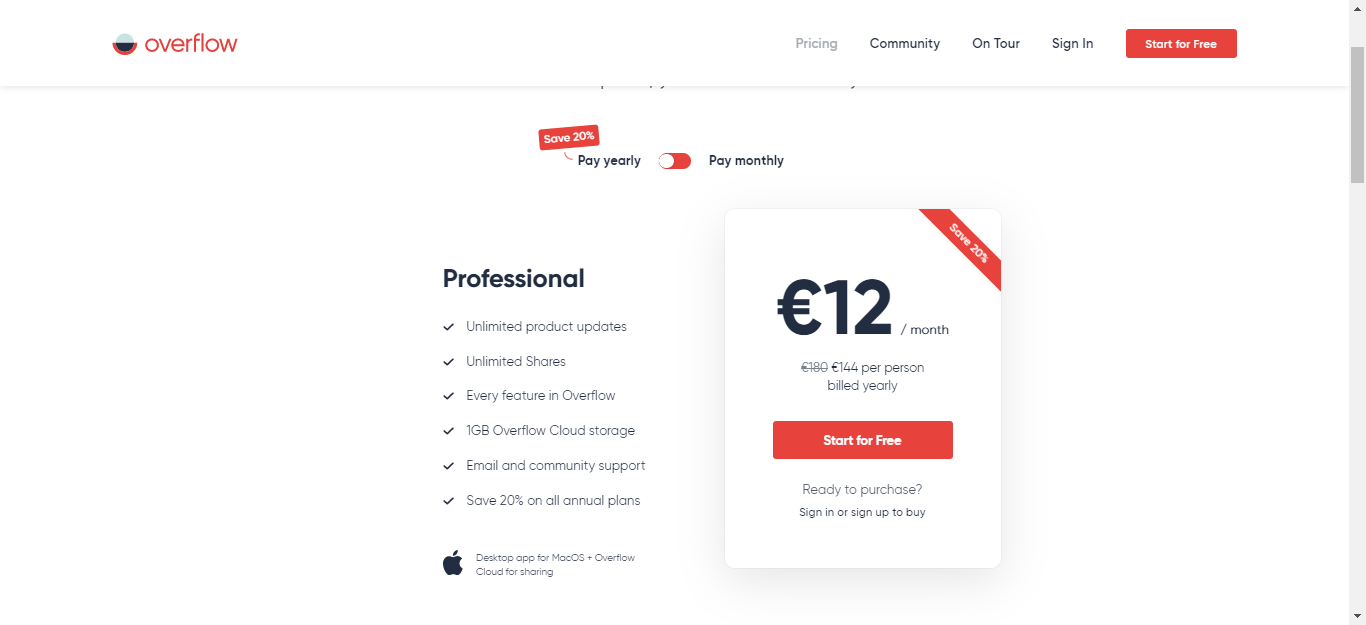 overflow
Pricing
Community
On Tour
Sign In
Start for Free
Save 20%
Pay yearly
Pay monthly
Professional
Unlimited product updates
Unlimited Shares
Every feature in Overflow
1GB Overflow Cloud storage
Email and community support
Save 20% on all annual plans
Desktop app for MacOS + Overflow
Cloud for sharing
Save 20%
€12 / month
€180 €144 per person
billed yearly
Start for Free
Ready to purchase?
Sign in or sign up to buy